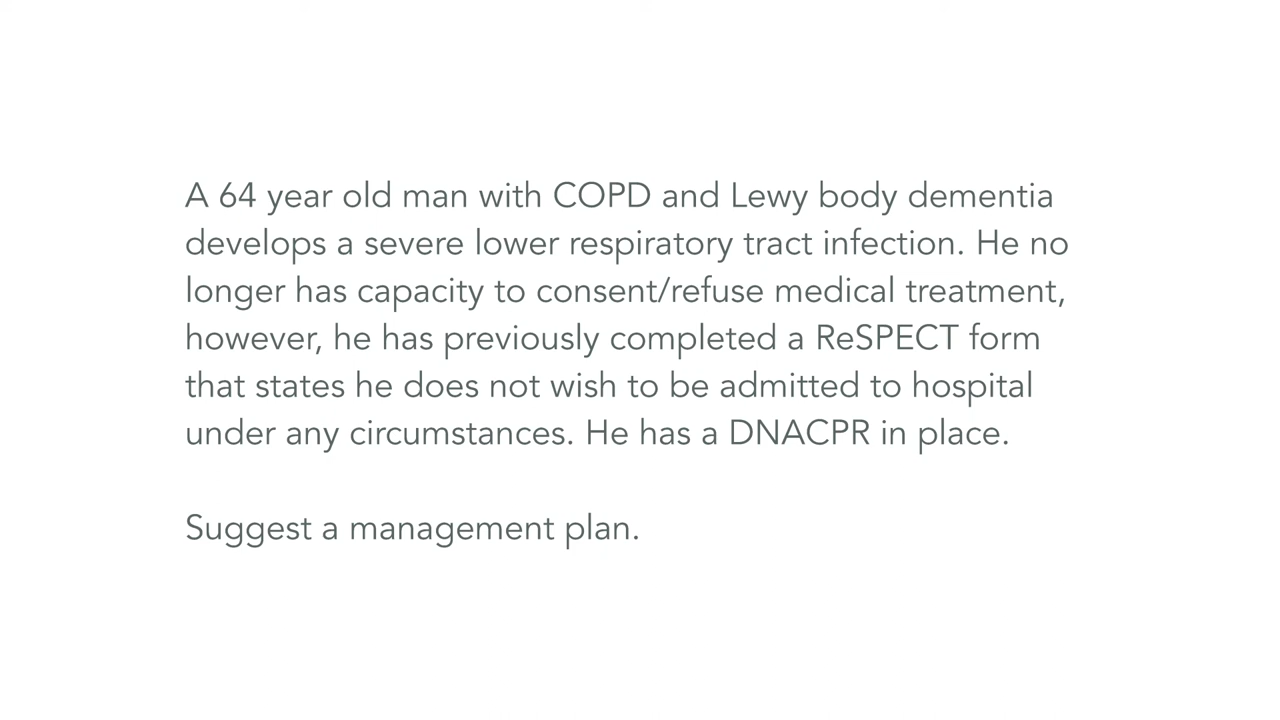 A 64 year old man with COPD and Lewy body dementia
develops a severe lower respiratory tract infection. He no
longer has capacity to consent/refuse medical treatment,
however, he has previously completed a ReSPECT form
that states he does not wish to be admitted to hospital
under any circumstances. He has a DNACPR in place.
Suggest a management plan.